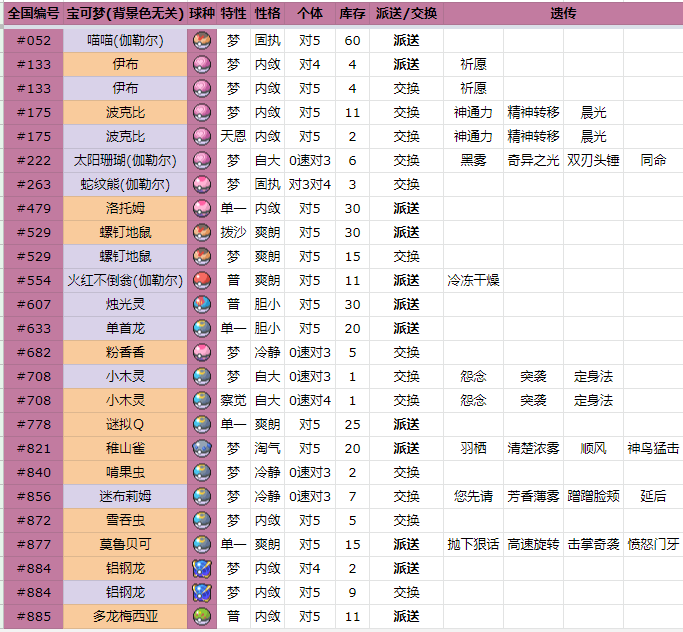 全国编号 宝可梦(背景色无关) 球种 特性 性格 个体 库存 派送/交换 遗传
#052 喵喵(伽勒尔) 梦 固执 对5 60 派送
#133 伊布 梦 内敛 对4 4 派送 祈愿
#133 伊布 梦 内敛 对5 4 交换 祈愿
#175 波克比 梦 内敛 对5 11 交换 神通力 精神转移 晨光
#175 波克比 天恩 内敛 对5 2 交换 神通力 精神转移 晨光
#222 太阳珊瑚(伽勒尔) 梦 自大 0速对3 6 交换 黑雾 奇异之光 双刃头锤 同命
#263 蛇纹熊(伽勒尔) 梦 固执 对3对4 3 交换
#479 洛托姆 单一 内敛 对5 30 派送
#529 螺钉地鼠 拨沙 爽朗 对5 30 派送
#529 螺钉地鼠 梦 爽朗 对5 15 交换
#554 火红不倒翁(伽勒尔) 普 爽朗 对5 11 派送 冷冻干燥
#607 烛光灵 普 胆小 对5 30 派送
#633 单首龙 单一 胆小 对5 20 派送
#682 粉香香 梦 冷静 0速对3 5 交换
#708 小木灵 梦 自大 0速对3 1 交换 怨念 突袭 定身法
#708 小木灵 察觉 自大 0速对4 1 交换 怨念 突袭 定身法
#778 谜拟Q 单一 爽朗 对5 25 派送
#821 稚山雀 梦 淘气 对5 20 派送 羽栖 清楚浓雾 顺风 神鸟猛击
#840 啃果虫 梦 冷静 0速对3 2 交换
#856 迷布莉姆 梦 冷静 0速对3 7 交换 您先请 芳香薄雾 蹭蹭脸颊 延后
#872 雪吞虫 梦 内敛 对5 5 交换
#877 莫鲁贝可 单一 爽朗 对5 15 派送 抛下狠话 高速旋转 击掌奇袭 愤怒门牙
#884 铝钢龙 梦 内敛 对4 2 派送
#884 铝钢龙 梦 内敛 对5 9 交换
#885 多龙梅西亚 普 内敛 对5 11 派送